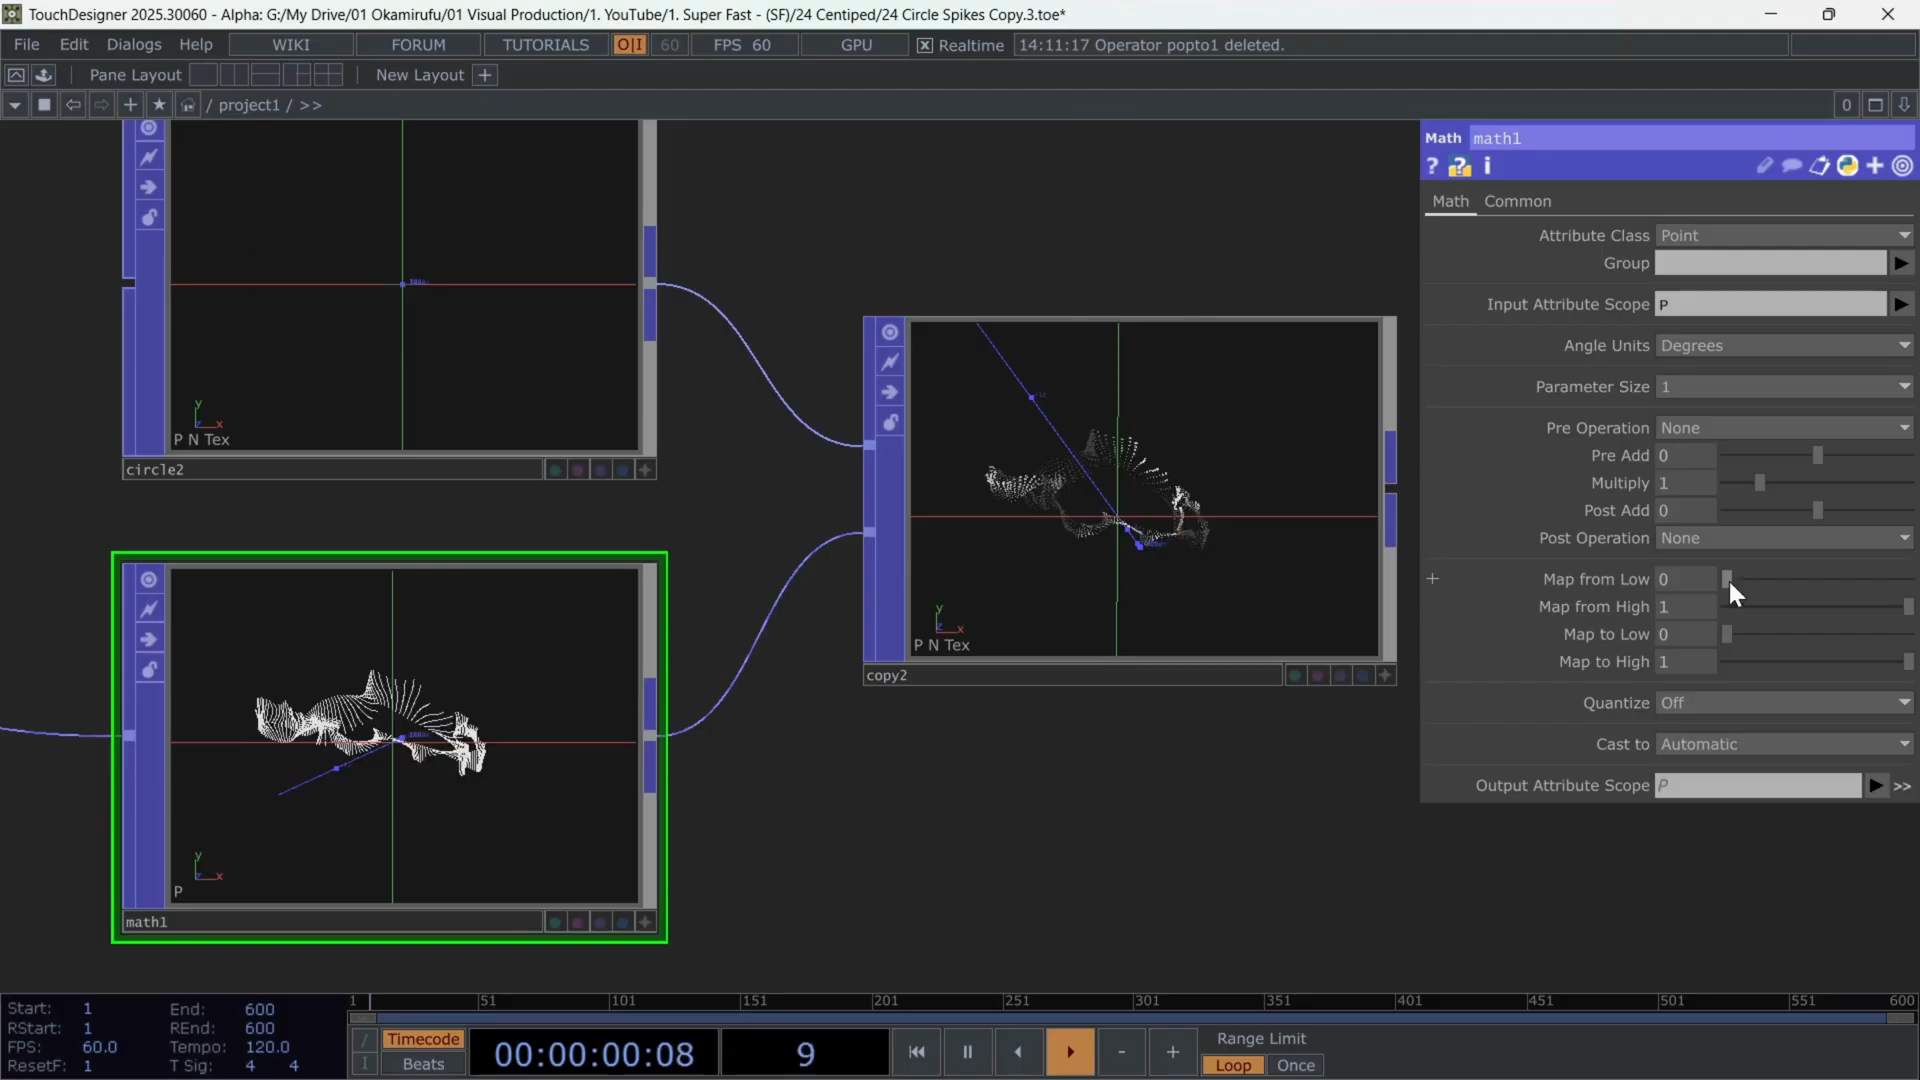 TouchDesigner 2025.30060 - Alpha: G:/My Drive/01 Okamirufu/01 Visual Production/1. YouTube/1. Super Fast - (SF)/24 Centiped/24 Circle Spikes Copy.3.toe*
File Edit Dialogs Help WIKI FORUM TUTORIALS O|I 60 FPS 60 GPU X Realtime 14:11:17 Operator popto1 deleted.
Pane Layout New Layout +
/ project1 / >> 0
Math math1
? ? i
Math Common
Attribute Class Point
Group
Input Attribute Scope P
Angle Units Degrees
Parameter Size 1
Pre Operation None
Pre Add 0
Multiply 1
Post Add 0
Post Operation None
+ Map from Low 0
Map from High 1
Map to Low 0
Map to High 1
Quantize Off
Cast to Automatic
Output Attribute Scope P >>
y
x
P N Tex
circle2
y
x
P N Tex
copy2
y
x
P
math1
1 51 101 151 201 251 301 351 401 451 501 551 600
Start: 1 End: 600
RStart: 1 REnd: 600
FPS: 60.0 Tempo: 120.0
ResetF: 1 T Sig: 4 4
/ Timecode
I Beats
00:00:00:08 9
- +
Range Limit
Loop Once